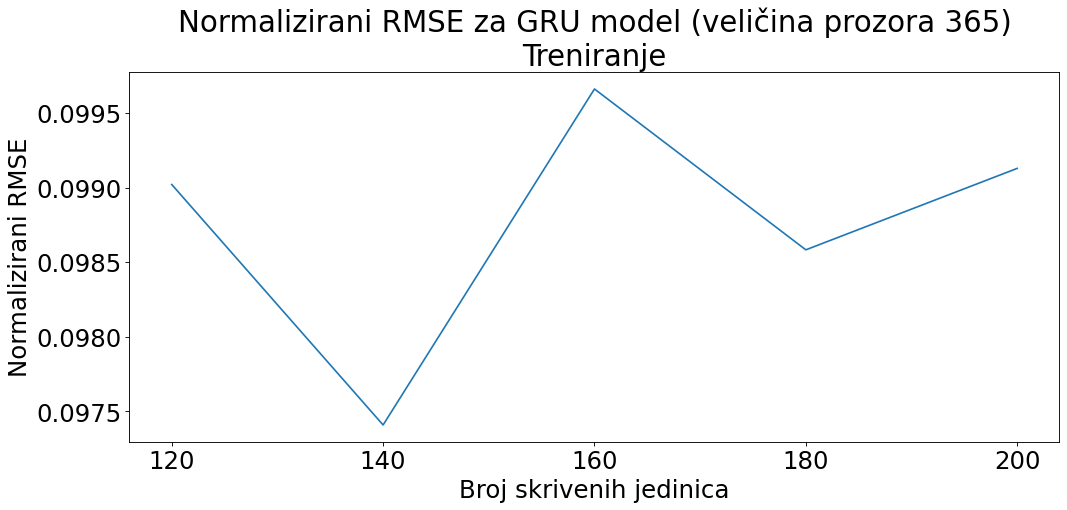 Normalizirani RMSE za GRU model (veličina prozora 365)
Treniranje
Normalizirani RMSE
0.0995
0.0990
0.0985
0.0980
0.0975
120 140 160 180 200
Broj skrivenih jedinica